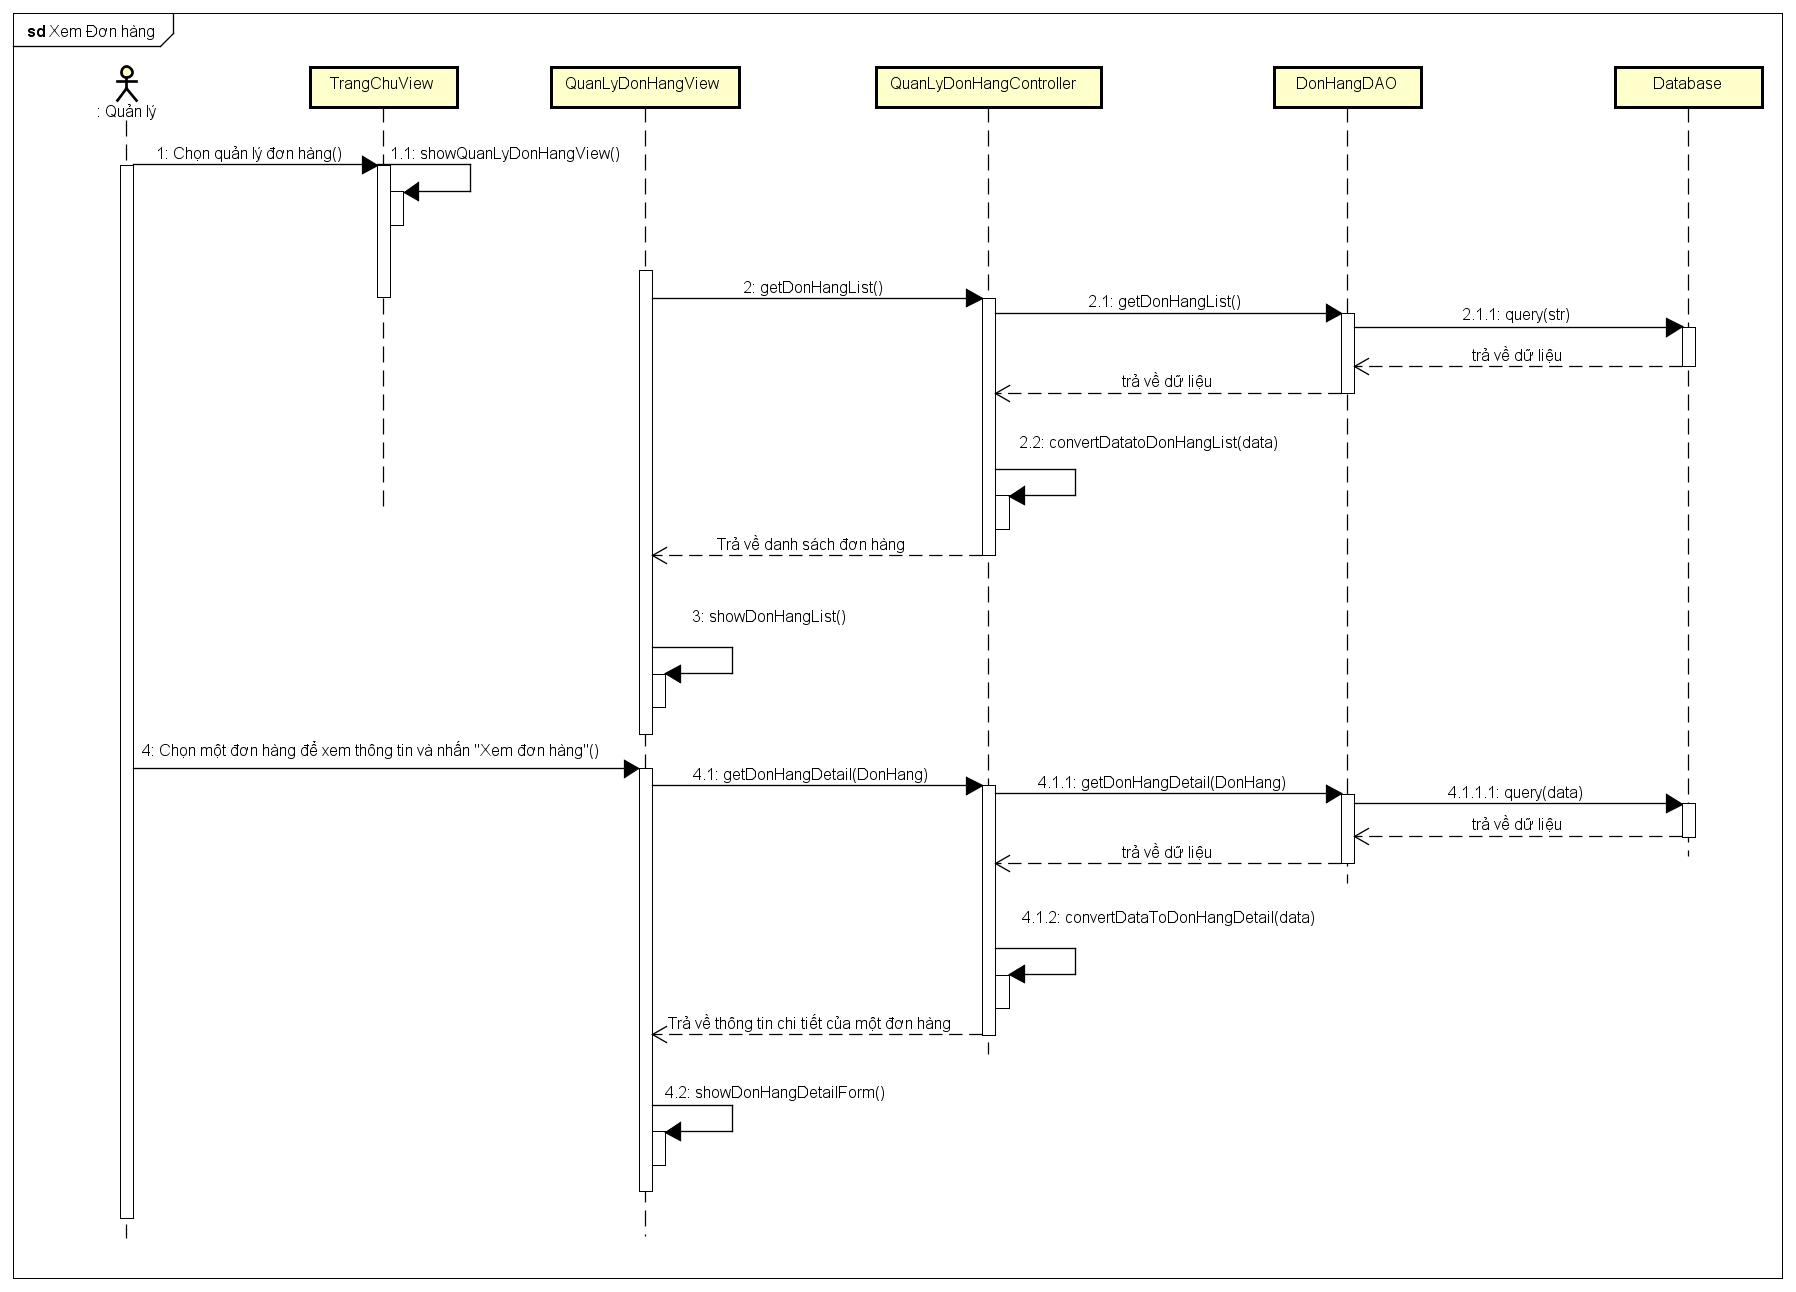 sd Xem Đơn hàng
: Quản lý
TrangChuView
QuanLyDonHangView
QuanLyDonHangController
DonHangDAO
Database
1: Chọn quản lý đơn hàng()
1.1: showQuanLyDonHangView()
2: getDonHangList()
2.1: getDonHangList()
2.1.1: query(str)
trả về dữ liệu
trả về dữ liệu
2.2: convertDatatoDonHangList(data)
Trả về danh sách đơn hàng
3: showDonHangList()
4: Chọn một đơn hàng để xem thông tin và nhấn "Xem đơn hàng"()
4.1: getDonHangDetail(DonHang)
4.1.1: getDonHangDetail(DonHang)
4.1.1.1: query(data)
trả về dữ liệu
trả về dữ liệu
4.1.2: convertDataToDonHangDetail(data)
Trả về thông tin chi tiết của một đơn hàng
4.2: showDonHangDetailForm()